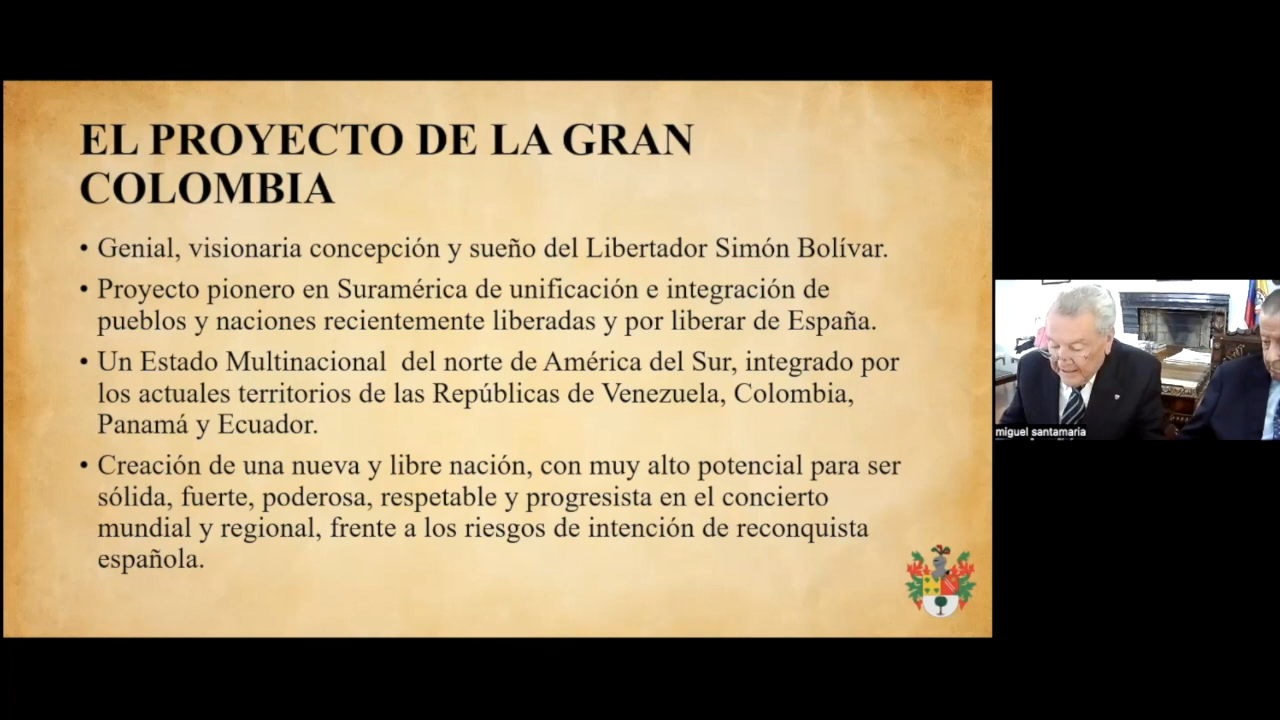 EL PROYECTO DE LA GRAN
COLOMBIA
• Genial, visionaria concepción y sueño del Libertador Simón Bolívar.
• Proyecto pionero en Suramérica de unificación e integración de
pueblos y naciones recientemente liberadas y por liberar de España.
• Un Estado Multinacional del norte de América del Sur, integrado por
los actuales territorios de las Repúblicas de Venezuela, Colombia,
Panamá y Ecuador.
• Creación de una nueva y libre nación, con muy alto potencial para ser
sólida, fuerte, poderosa, respetable y progresista en el concierto
mundial y regional, frente a los riesgos de intención de reconquista
española.
miguel santamaria